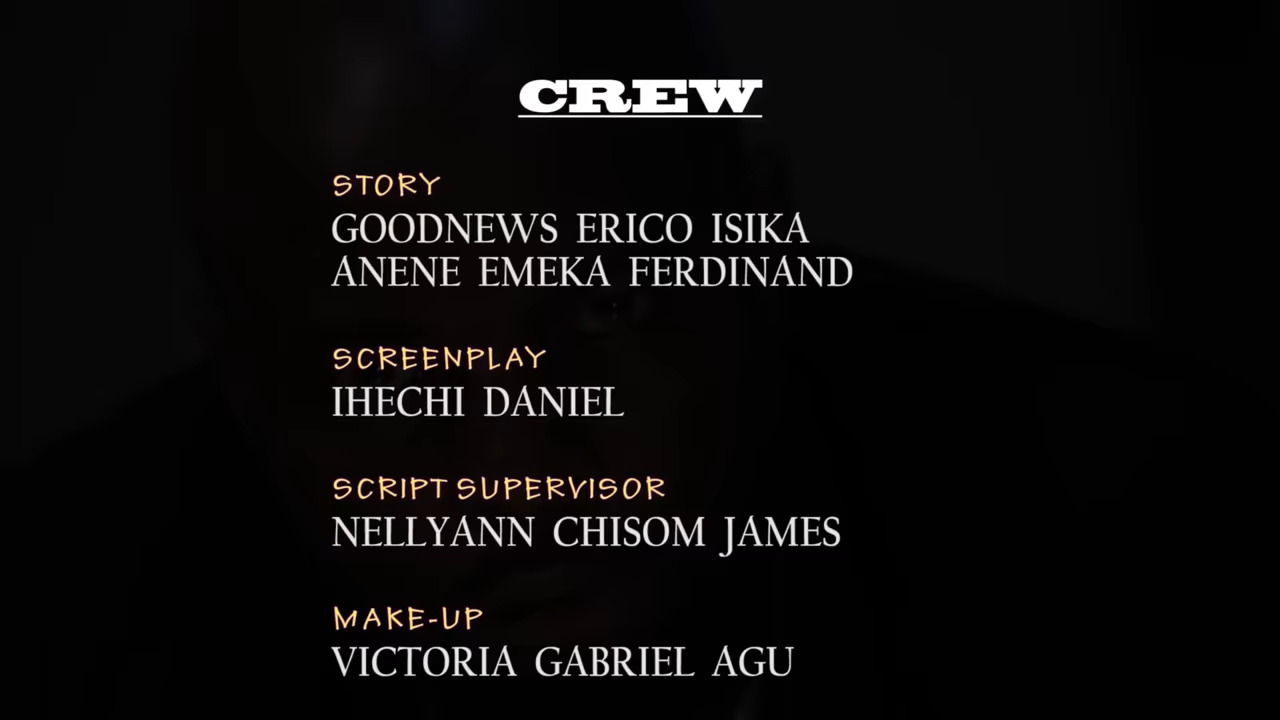 CREW
STORY
GOODNEWS ERICO ISIKA
ANENE EMEKA FERDINAND
SCREENPLAY
IHECHI DANIEL
SCRIPT SUPERVISOR
NELLYANN CHISOM JAMES
MAKE-UP
VICTORIA GABRIEL AGU